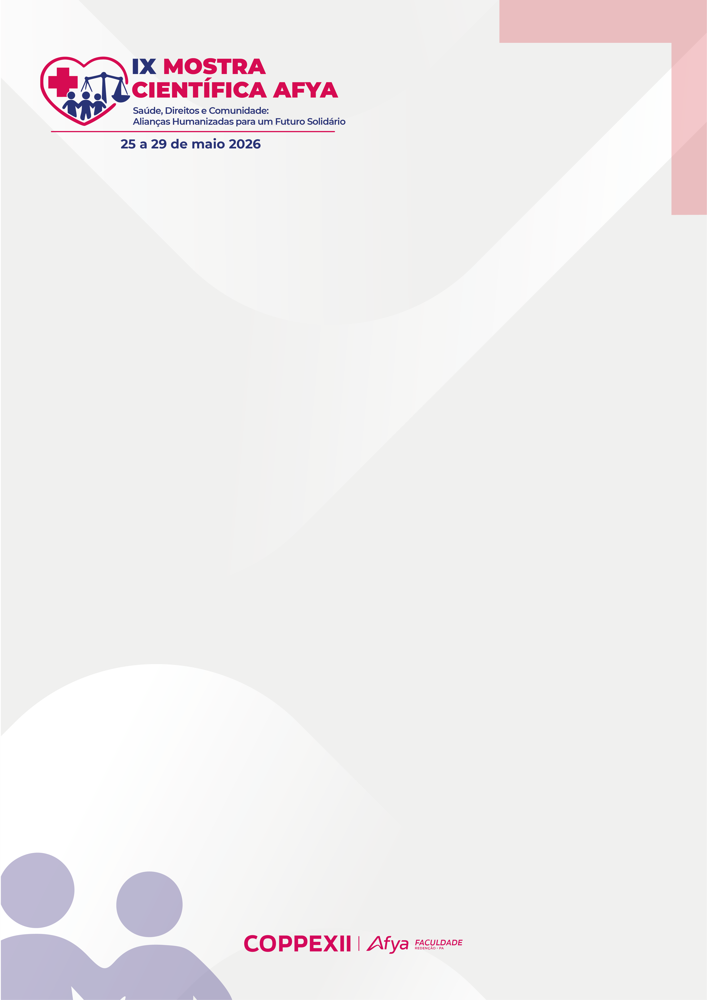 IX MOSTRA
CIENTÍFICA AFYA
Saúde, Direitos e Comunidade:
Alianças Humanizadas para um Futuro Solidário
25 a 29 de maio 2026
COPPEXII | Afya FACULDADE
REDENÇÃO • PA